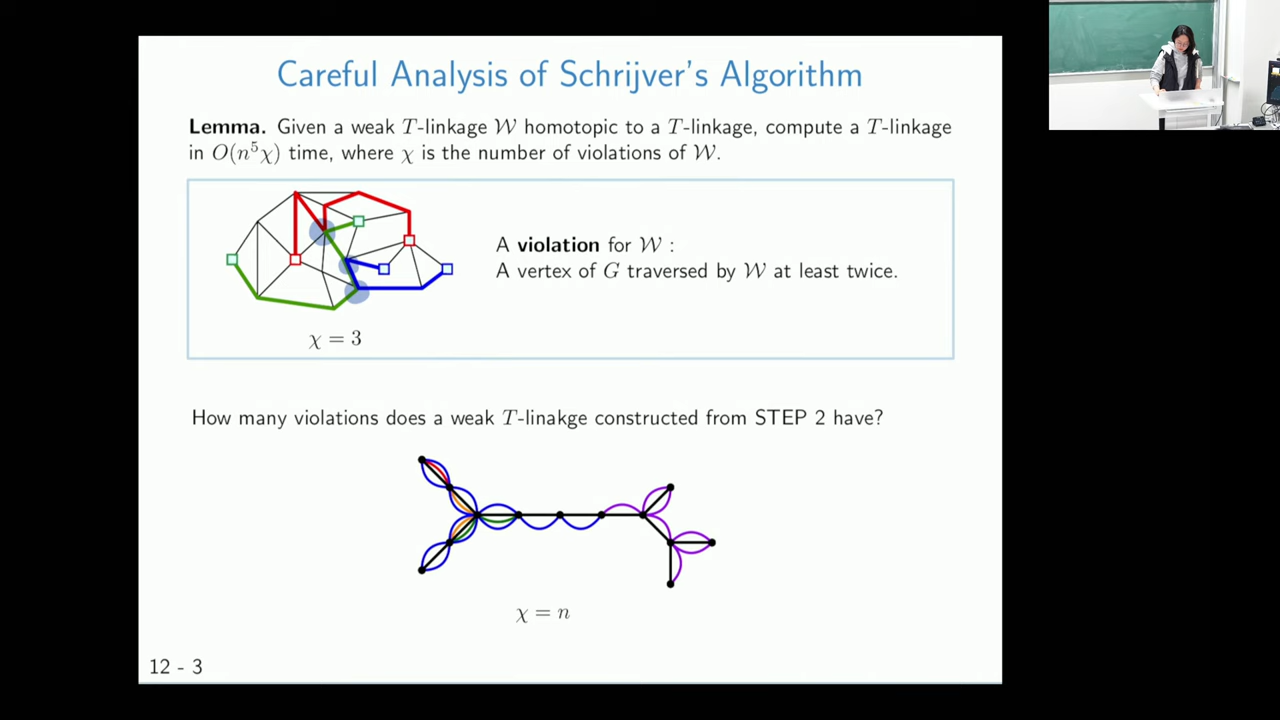 Careful Analysis of Schrijver's Algorithm
Lemma. Given a weak T-linkage W homotopic to a T-linkage, compute a T-linkage
in O(n⁵χ) time, where χ is the number of violations of W.
A violation for W :
A vertex of G traversed by W at least twice.
χ = 3
How many violations does a weak T-linakge constructed from STEP 2 have?
χ = n
12 - 3